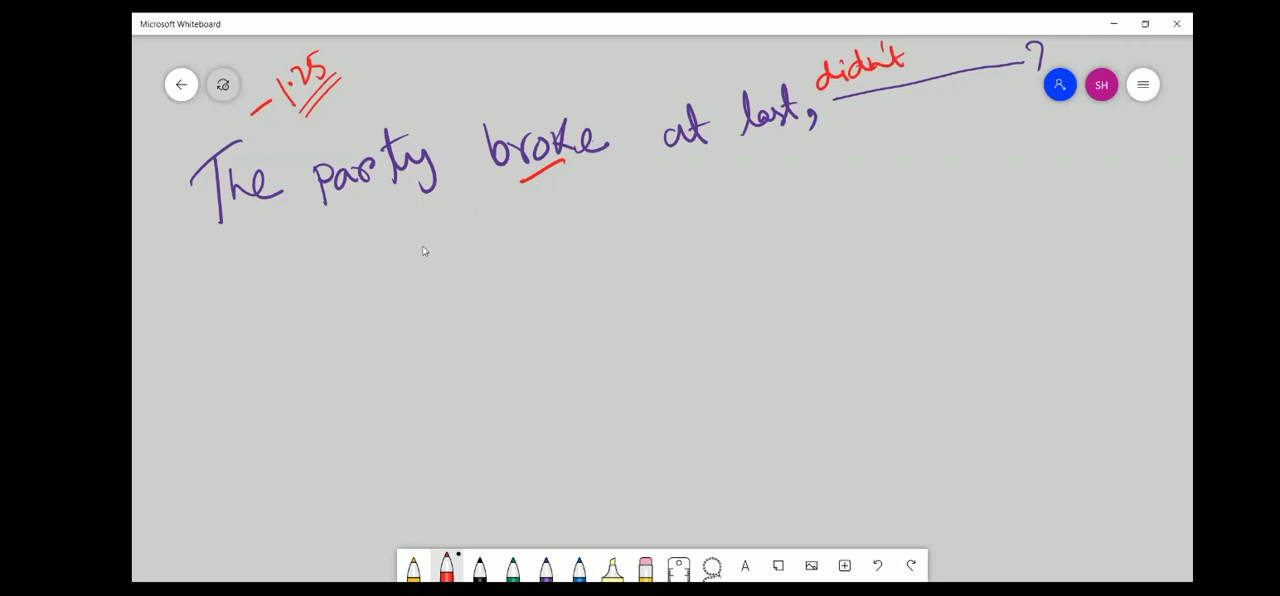 Microsoft Whiteboard
- 1.25
SH
The party broke at last, didn't ?
A